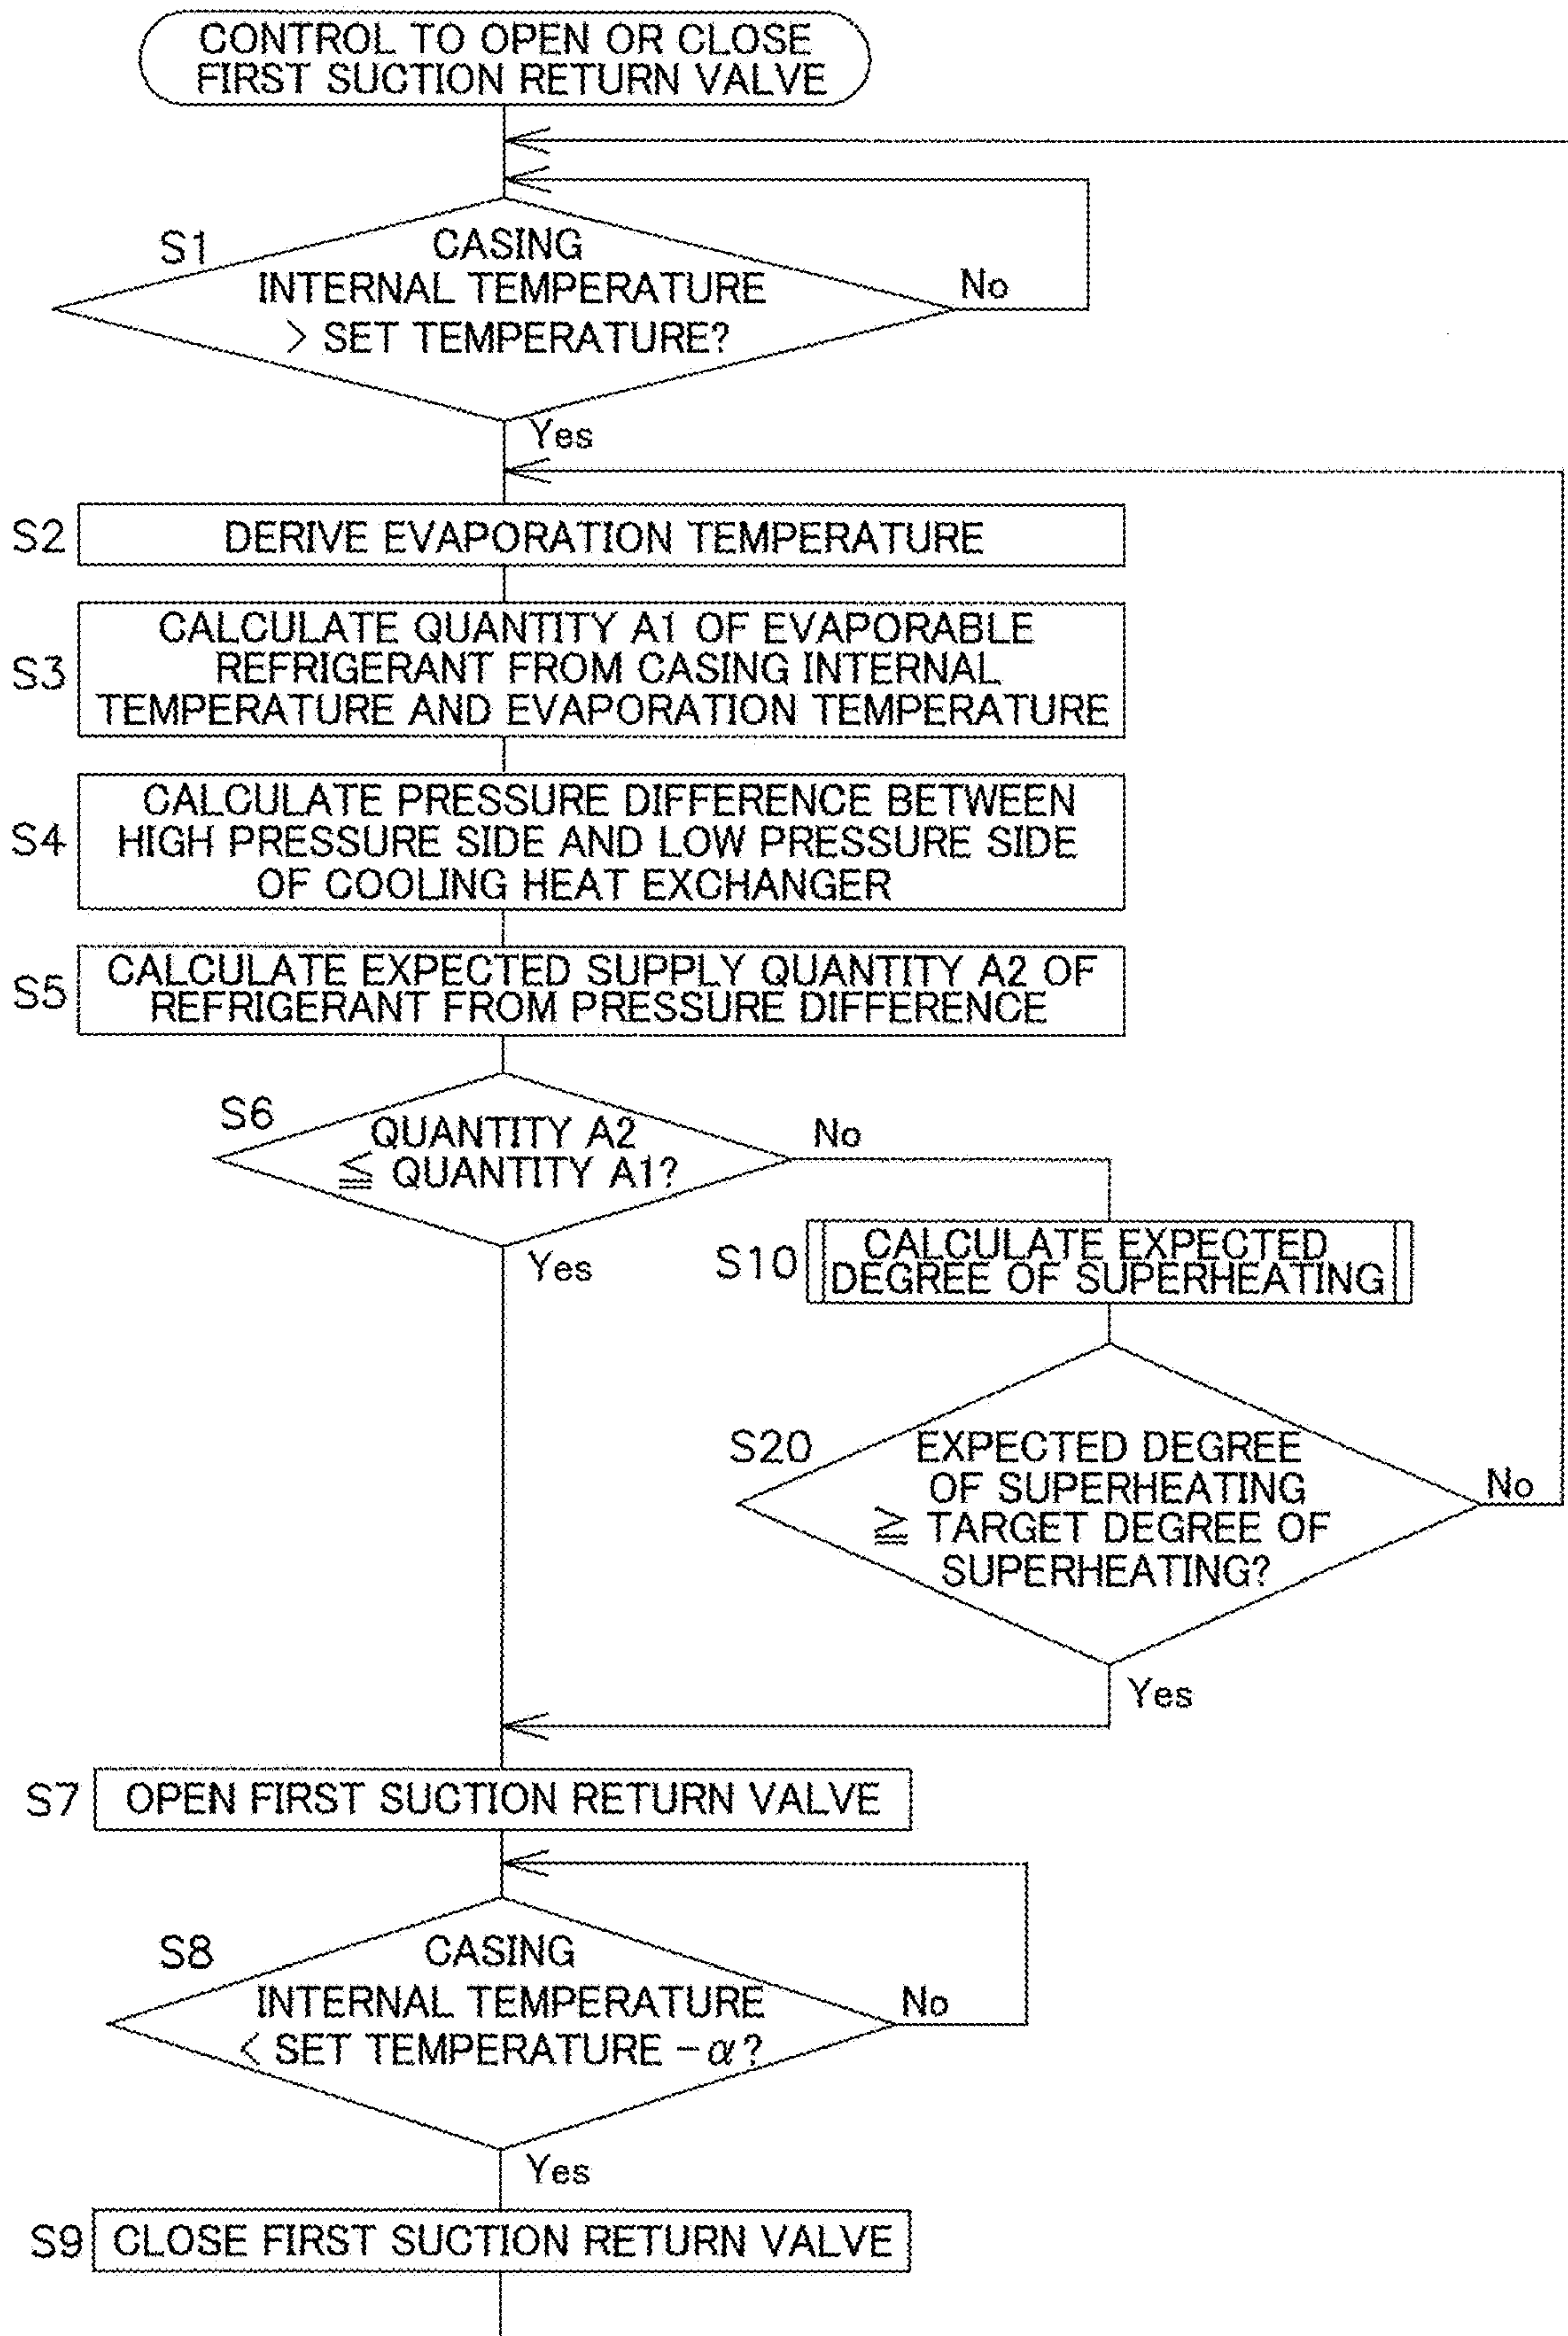 CONTROL TO OPEN OR CLOSE
FIRST SUCTION RETURN VALVE
S1
CASING
INTERNAL TEMPERATURE
> SET TEMPERATURE?
No
Yes
S2
DERIVE EVAPORATION TEMPERATURE
S3
CALCULATE QUANTITY A1 OF EVAPORABLE
REFRIGERANT FROM CASING INTERNAL
TEMPERATURE AND EVAPORATION TEMPERATURE
S4
CALCULATE PRESSURE DIFFERENCE BETWEEN
HIGH PRESSURE SIDE AND LOW PRESSURE SIDE
OF COOLING HEAT EXCHANGER
S5
CALCULATE EXPECTED SUPPLY QUANTITY A2 OF
REFRIGERANT FROM PRESSURE DIFFERENCE
S6
QUANTITY A2
≦ QUANTITY A1?
No
Yes
S10
CALCULATE EXPECTED
DEGREE OF SUPERHEATING
S20
EXPECTED DEGREE
OF SUPERHEATING
≧ TARGET DEGREE OF
SUPERHEATING?
No
Yes
S7
OPEN FIRST SUCTION RETURN VALVE
S8
CASING
INTERNAL TEMPERATURE
< SET TEMPERATURE -α?
No
Yes
S9
CLOSE FIRST SUCTION RETURN VALVE